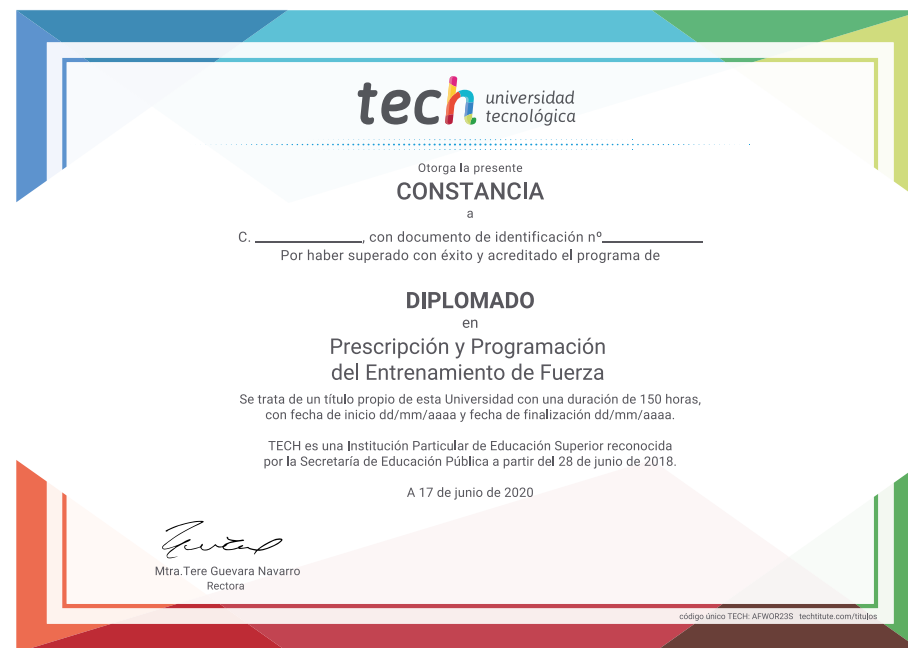 tech universidad
tecnológica
Otorga la presente
CONSTANCIA
a
C. ____________, con documento de identificación nº____________
Por haber superado con éxito y acreditado el programa de
DIPLOMADO
en
Prescripción y Programación
del Entrenamiento de Fuerza
Se trata de un título propio de esta Universidad con una duración de 150 horas,
con fecha de inicio dd/mm/aaaa y fecha de finalización dd/mm/aaaa.
TECH es una Institución Particular de Educación Superior reconocida
por la Secretaría de Educación Pública a partir del 28 de junio de 2018.
A 17 de junio de 2020
Mtra.Tere Guevara Navarro
Rectora
código único TECH: AFWOR23S techtitute.com/titulos